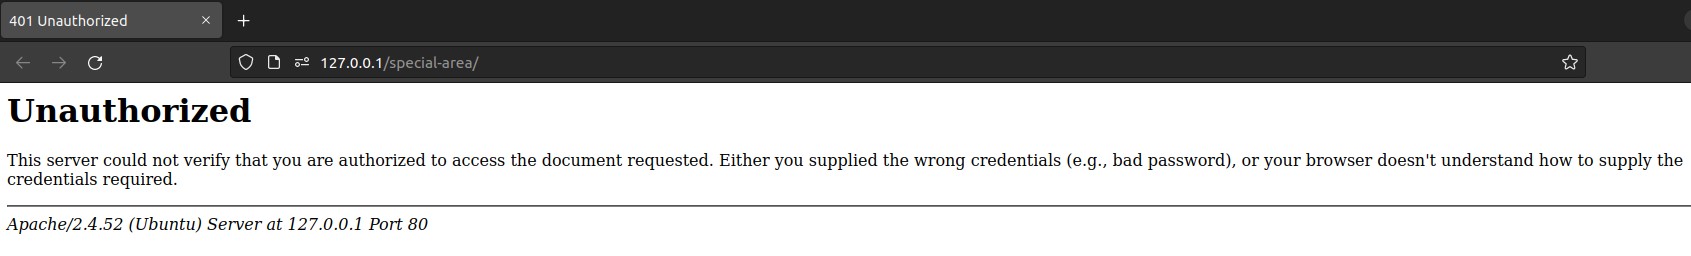 401 Unauthorized
127.0.0.1/special-area/
Unauthorized
This server could not verify that you are authorized to access the document requested. Either you supplied the wrong credentials (e.g., bad password), or your browser doesn't understand how to supply the
credentials required.
Apache/2.4.52 (Ubuntu) Server at 127.0.0.1 Port 80